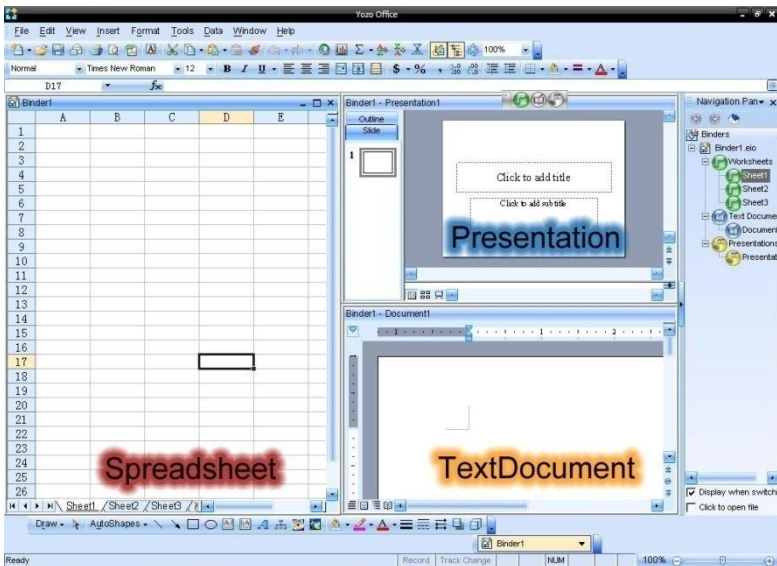 Yozo Office
File Edit View Insert Format Tools Data Window Help
100%
Normal Times New Roman 12 B I U $ % ,
D17 fx
Binder1
A B C D E
1
2
3
4
5
6
7
8
9
10
11
12
13
14
15
16
17
18
19
20
21
22
23
24
25
26
Spreadsheet
Sheet1 Sheet2 Sheet3
Binder1 - Presentation1
Outline
Slide
1
Click to add title
Click to add subtitle
Presentation
Binder1 - Document1
1 1 2
TextDocument
Navigation Pan
Binders
Binder1.eio
Worksheets
Sheet1
Sheet2
Sheet3
Text Docume
Documen
Presentations
Presentat
Display when switch
Click to open file
Draw AutoShapes
Binder1
Ready Record Track Change NUM 100%